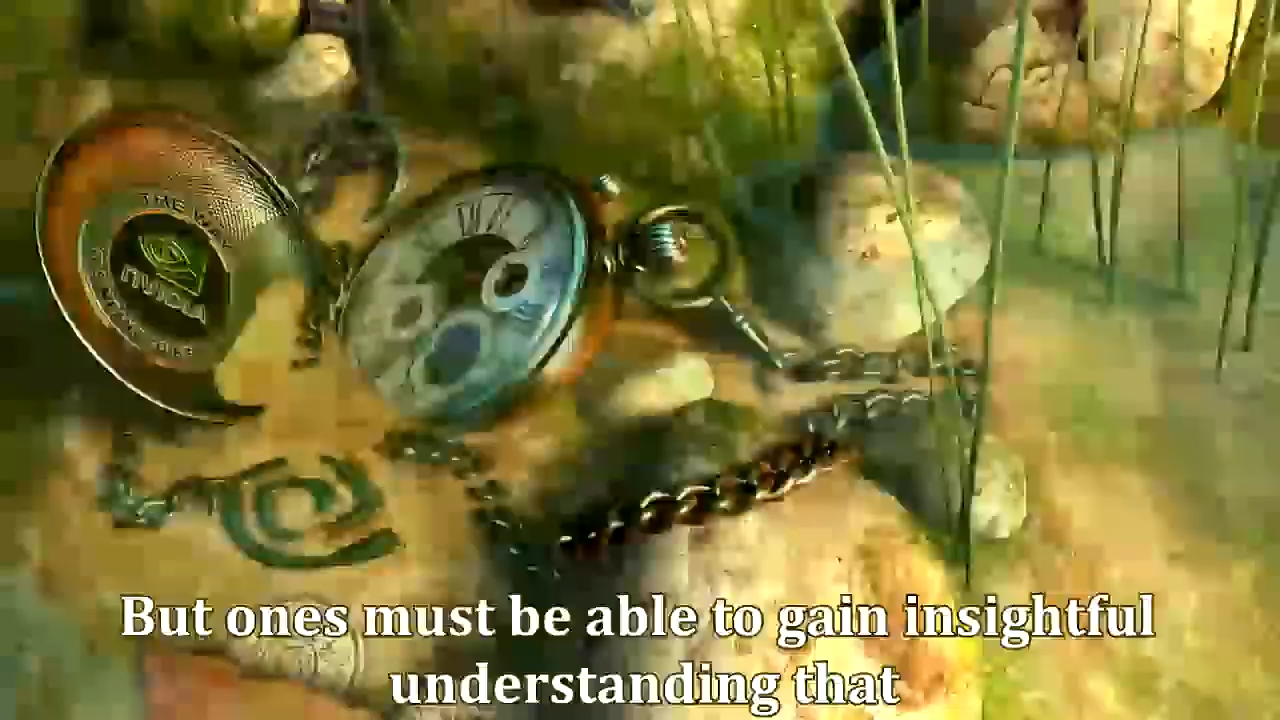 THE WAY
NVIDIA
But ones must be able to gain insightful
understanding that